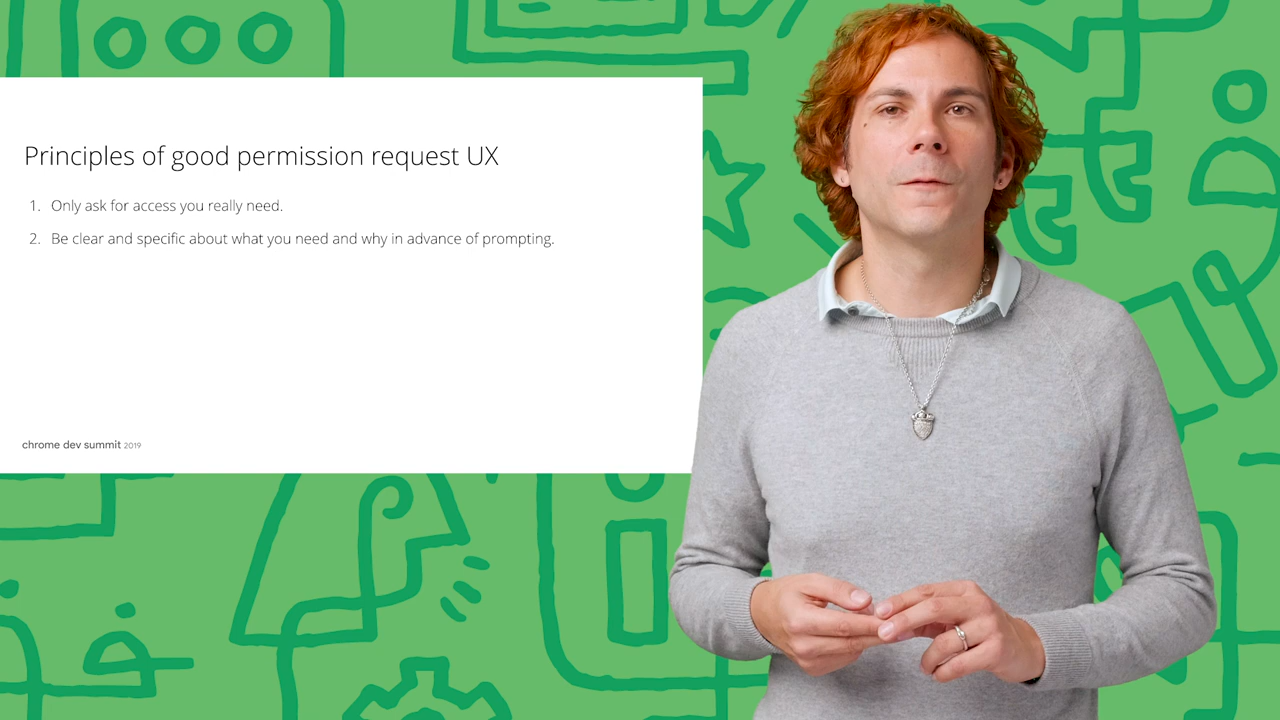 Principles of good permission request UX
1. Only ask for access you really need.
2. Be clear and specific about what you need and why in advance of prompting.
chrome dev summit 2019